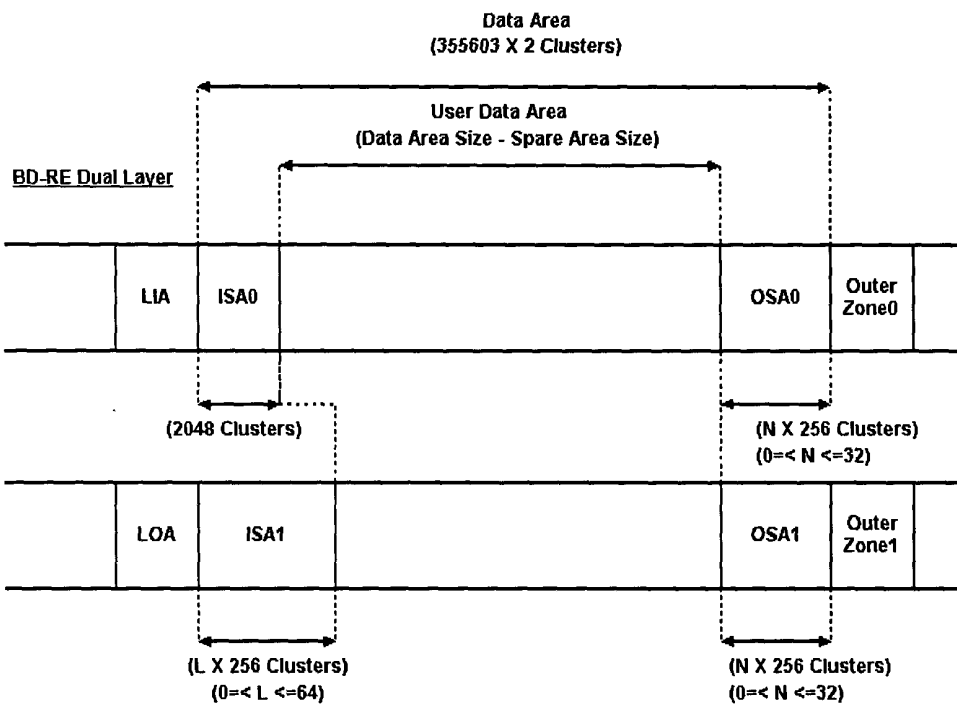 Data Area
(355603 X 2 Clusters)
User Data Area
(Data Area Size - Spare Area Size)
BD-RE Dual Layer
LIA
ISA0
OSA0
Outer
Zone0
(2048 Clusters)
(N X 256 Clusters)
(0=< N <=32)
LOA
ISA1
OSA1
Outer
Zone1
(L X 256 Clusters)
(0=< L <=64)
(N X 256 Clusters)
(0=< N <=32)